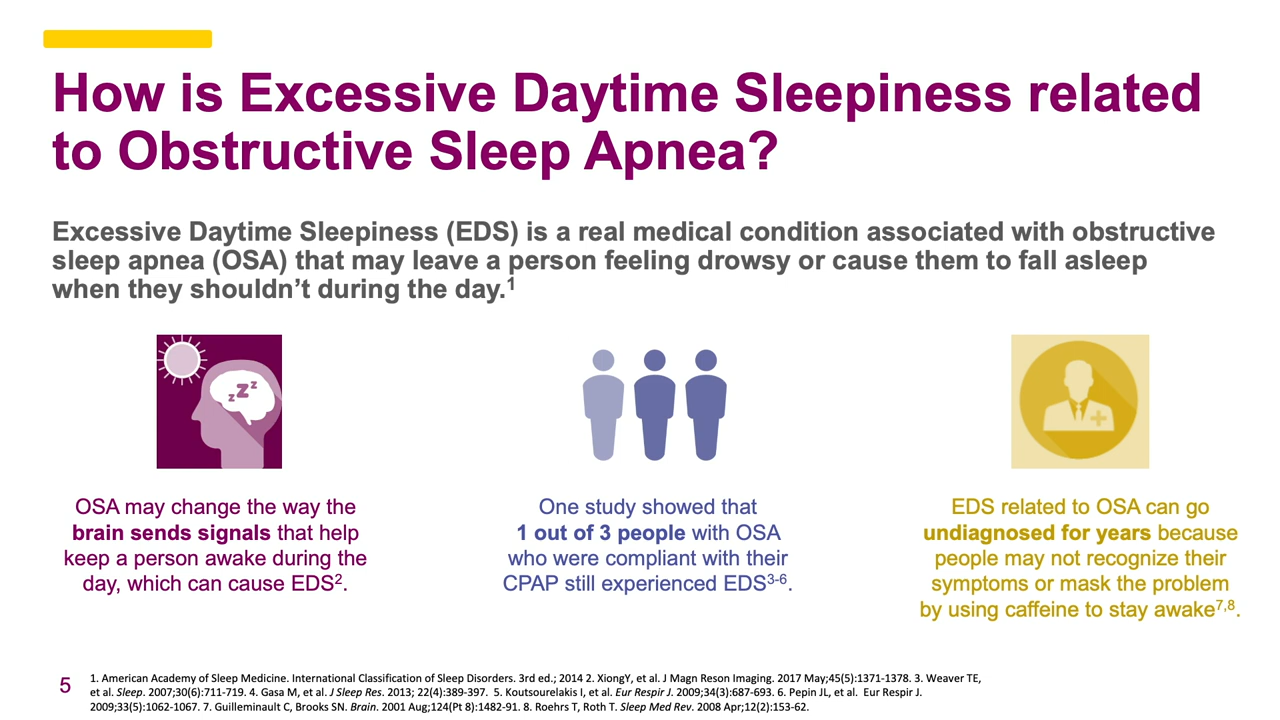 How is Excessive Daytime Sleepiness related
to Obstructive Sleep Apnea?
Excessive Daytime Sleepiness (EDS) is a real medical condition associated with obstructive
sleep apnea (OSA) that may leave a person feeling drowsy or cause them to fall asleep
when they shouldn’t during the day.1
z z z
OSA may change the way the
brain sends signals that help
keep a person awake during the
day, which can cause EDS2.
One study showed that
1 out of 3 people with OSA
who were compliant with their
CPAP still experienced EDS3-6.
EDS related to OSA can go
undiagnosed for years because
people may not recognize their
symptoms or mask the problem
by using caffeine to stay awake7,8.
5
1. American Academy of Sleep Medicine. International Classification of Sleep Disorders. 3rd ed.; 2014 2. XiongY, et al. J Magn Reson Imaging. 2017 May;45(5):1371-1378. 3. Weaver TE,
et al. Sleep. 2007;30(6):711-719. 4. Gasa M, et al. J Sleep Res. 2013; 22(4):389-397. 5. Koutsourelakis I, et al. Eur Respir J. 2009;34(3):687-693. 6. Pepin JL, et al. Eur Respir J.
2009;33(5):1062-1067. 7. Guilleminault C, Brooks SN. Brain. 2001 Aug;124(Pt 8):1482-91. 8. Roehrs T, Roth T. Sleep Med Rev. 2008 Apr;12(2):153-62.